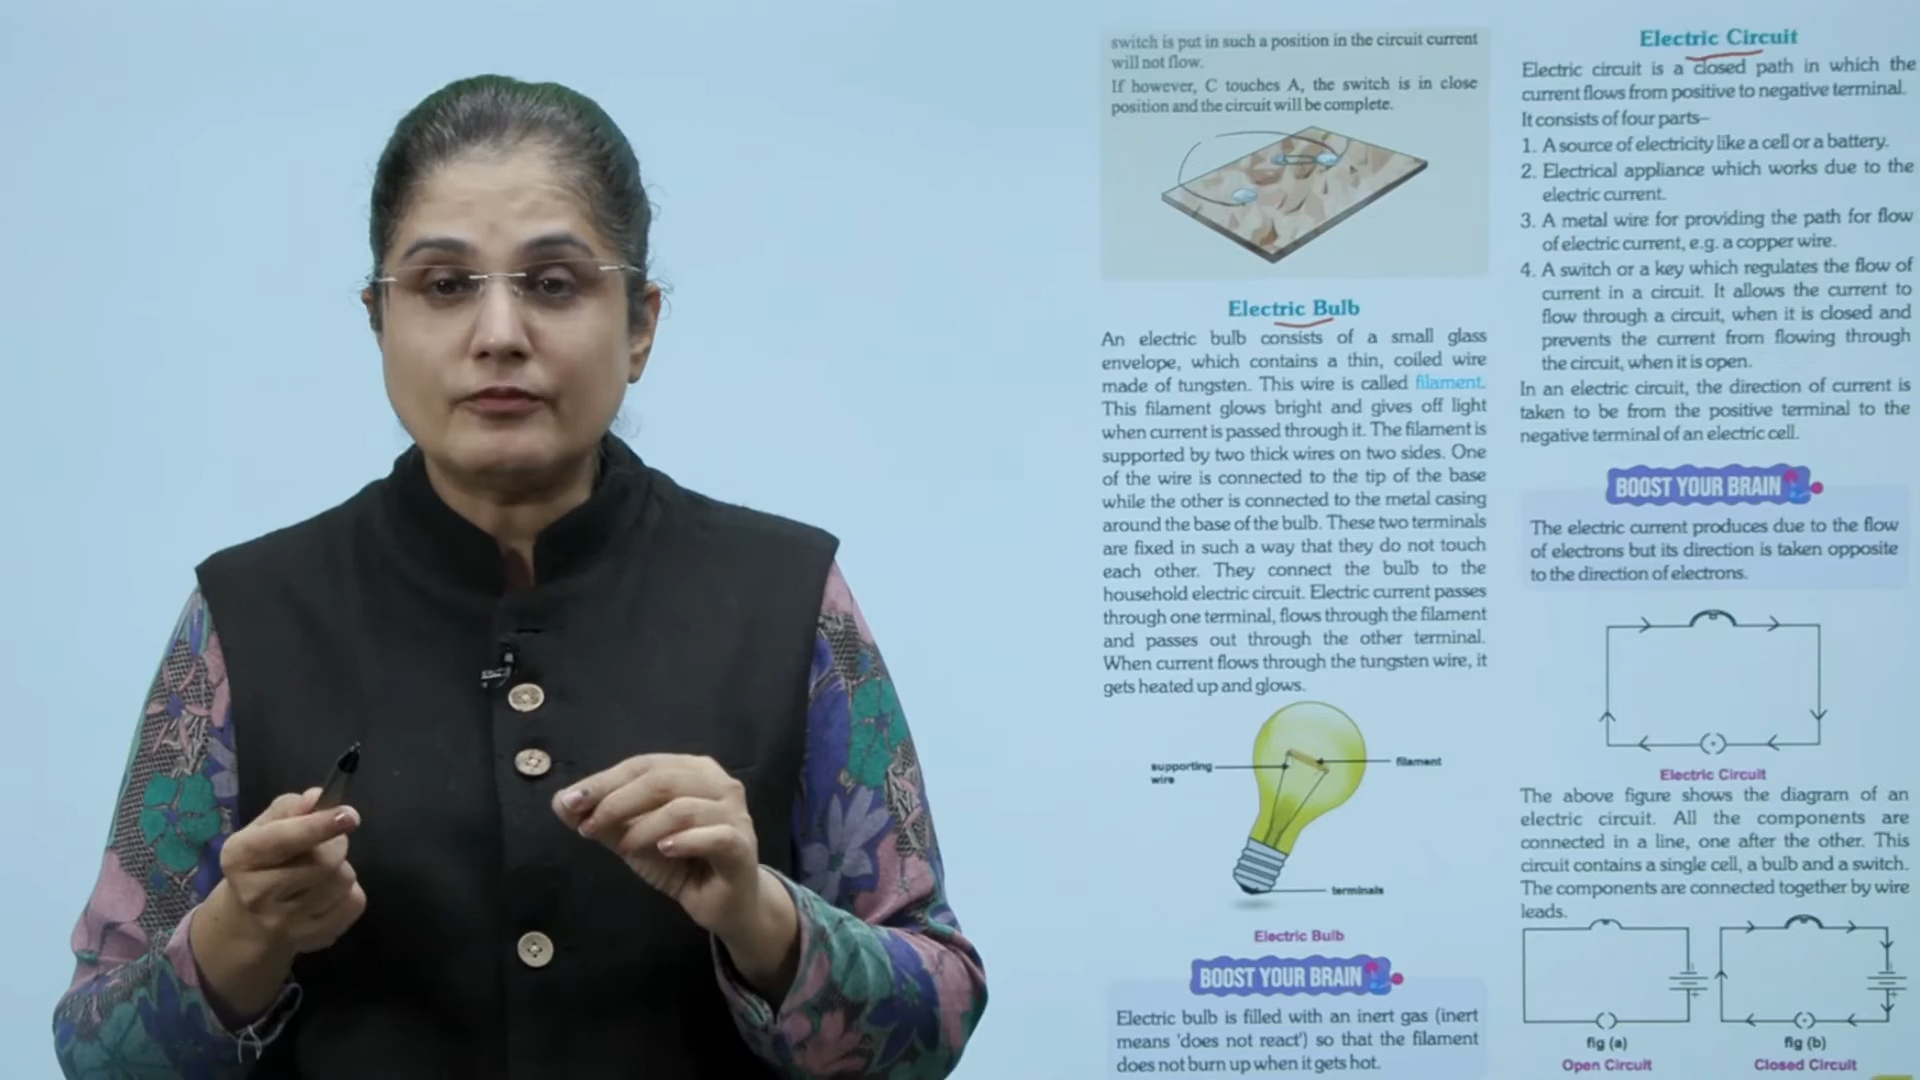 switch is put in such a position in the circuit current
will not flow.
If however, C touches A, the switch is in close
position and the circuit will be complete.
Electric Bulb
An electric bulb consists of a small glass
envelope, which contains a thin, coiled wire
made of tungsten. This wire is called filament.
This filament glows bright and gives off light
when current is passed through it. The filament is
supported by two thick wires on two sides. One
of the wire is connected to the tip of the base
while the other is connected to the metal casing
around the base of the bulb. These two terminals
are fixed in such a way that they do not touch
each other. They connect the bulb to the
household electric circuit. Electric current passes
through one terminal, flows through the filament
and passes out through the other terminal.
When current flows through the tungsten wire, it
gets heated up and glows.
supporting
wire
filament
terminals
Electric Bulb
BOOST YOUR BRAIN
Electric bulb is filled with an inert gas (inert
means 'does not react') so that the filament
does not burn up when it gets hot.
Electric Circuit
Electric circuit is a closed path in which the
current flows from positive to negative terminal.
It consists of four parts–
1. A source of electricity like a cell or a battery.
2. Electrical appliance which works due to the
electric current.
3. A metal wire for providing the path for flow
of electric current, e.g. a copper wire.
4. A switch or a key which regulates the flow of
current in a circuit. It allows the current to
flow through a circuit, when it is closed and
prevents the current from flowing through
the circuit, when it is open.
In an electric circuit, the direction of current is
taken to be from the positive terminal to the
negative terminal of an electric cell.
BOOST YOUR BRAIN
The electric current produces due to the flow
of electrons but its direction is taken opposite
to the direction of electrons.
Electric Circuit
The above figure shows the diagram of an
electric circuit. All the components are
connected in a line, one after the other. This
circuit contains a single cell, a bulb and a switch.
The components are connected together by wire
leads.
fig (a)
Open Circuit
fig (b)
Closed Circuit